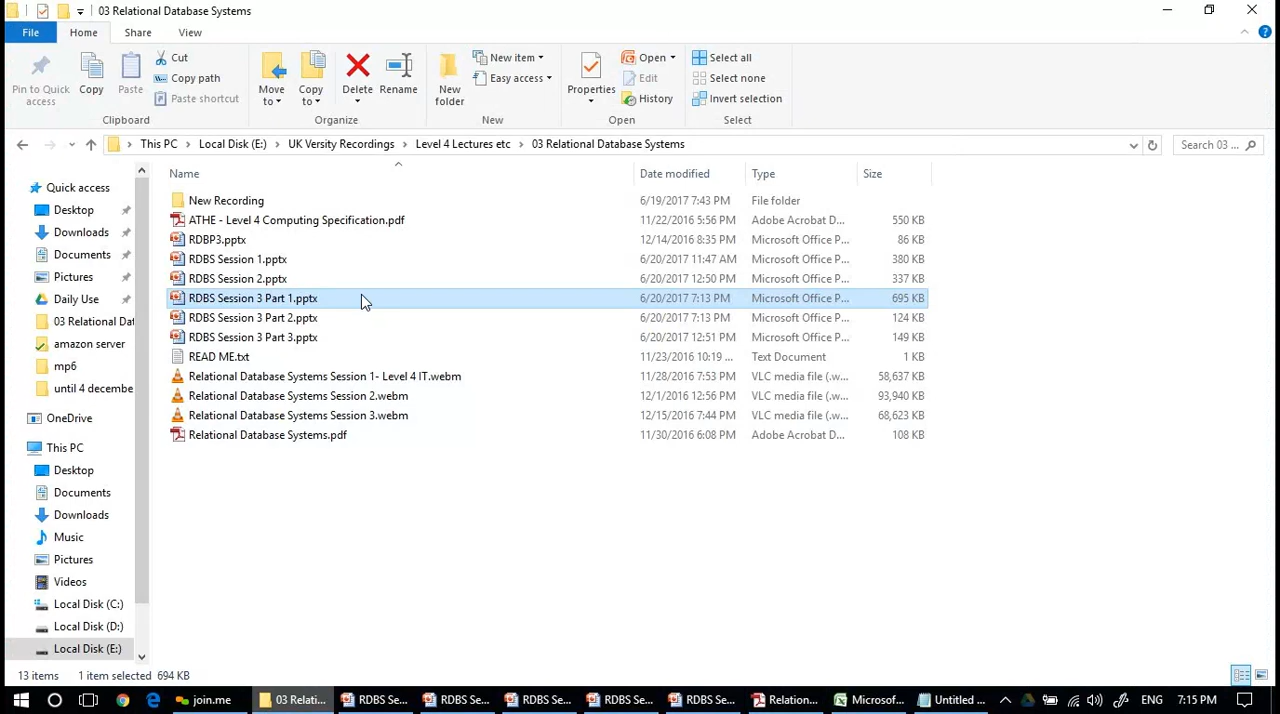 03 Relational Database Systems
File Home Share View
Pin to Quick access
Copy
Paste
Cut
Copy path
Paste shortcut
Clipboard
Move to
Copy to
Delete
Rename
Organize
New folder
New item
Easy access
New
Properties
Open
Edit
History
Open
Select all
Select none
Invert selection
Select
This PC Local Disk (E:) UK Versity Recordings Level 4 Lectures etc 03 Relational Database Systems
Search 03 ...
Name Date modified Type Size
New Recording 6/19/2017 7:43 PM File folder
ATHE - Level 4 Computing Specification.pdf 11/22/2016 5:56 PM Adobe Acrobat D... 550 KB
RDBP3.pptx 12/14/2016 8:35 PM Microsoft Office P... 86 KB
RDBS Session 1.pptx 6/20/2017 11:47 AM Microsoft Office P... 380 KB
RDBS Session 2.pptx 6/20/2017 12:50 PM Microsoft Office P... 337 KB
RDBS Session 3 Part 1.pptx 6/20/2017 7:13 PM Microsoft Office P... 695 KB
RDBS Session 3 Part 2.pptx 6/20/2017 7:13 PM Microsoft Office P... 124 KB
RDBS Session 3 Part 3.pptx 6/20/2017 12:51 PM Microsoft Office P... 149 KB
READ ME.txt 11/23/2016 10:19 ... Text Document 1 KB
Relational Database Systems Session 1- Level 4 IT.webm 11/28/2016 7:53 PM VLC media file (.w... 58,637 KB
Relational Database Systems Session 2.webm 12/1/2016 12:56 PM VLC media file (.w... 93,940 KB
Relational Database Systems Session 3.webm 12/15/2016 7:44 PM VLC media file (.w... 68,623 KB
Relational Database Systems.pdf 11/30/2016 6:08 PM Adobe Acrobat D... 108 KB
Quick access
Desktop
Downloads
Documents
Pictures
Daily Use
03 Relational Dat
amazon server
mp6
until 4 decembe
OneDrive
This PC
Desktop
Documents
Downloads
Music
Pictures
Videos
Local Disk (C:)
Local Disk (D:)
Local Disk (E:)
13 items 1 item selected 694 KB
join.me 03 Relati... RDBS Se... RDBS Se... RDBS Se... RDBS Se... RDBS Se... Relation... Microsof... Untitled ... ENG 7:15 PM